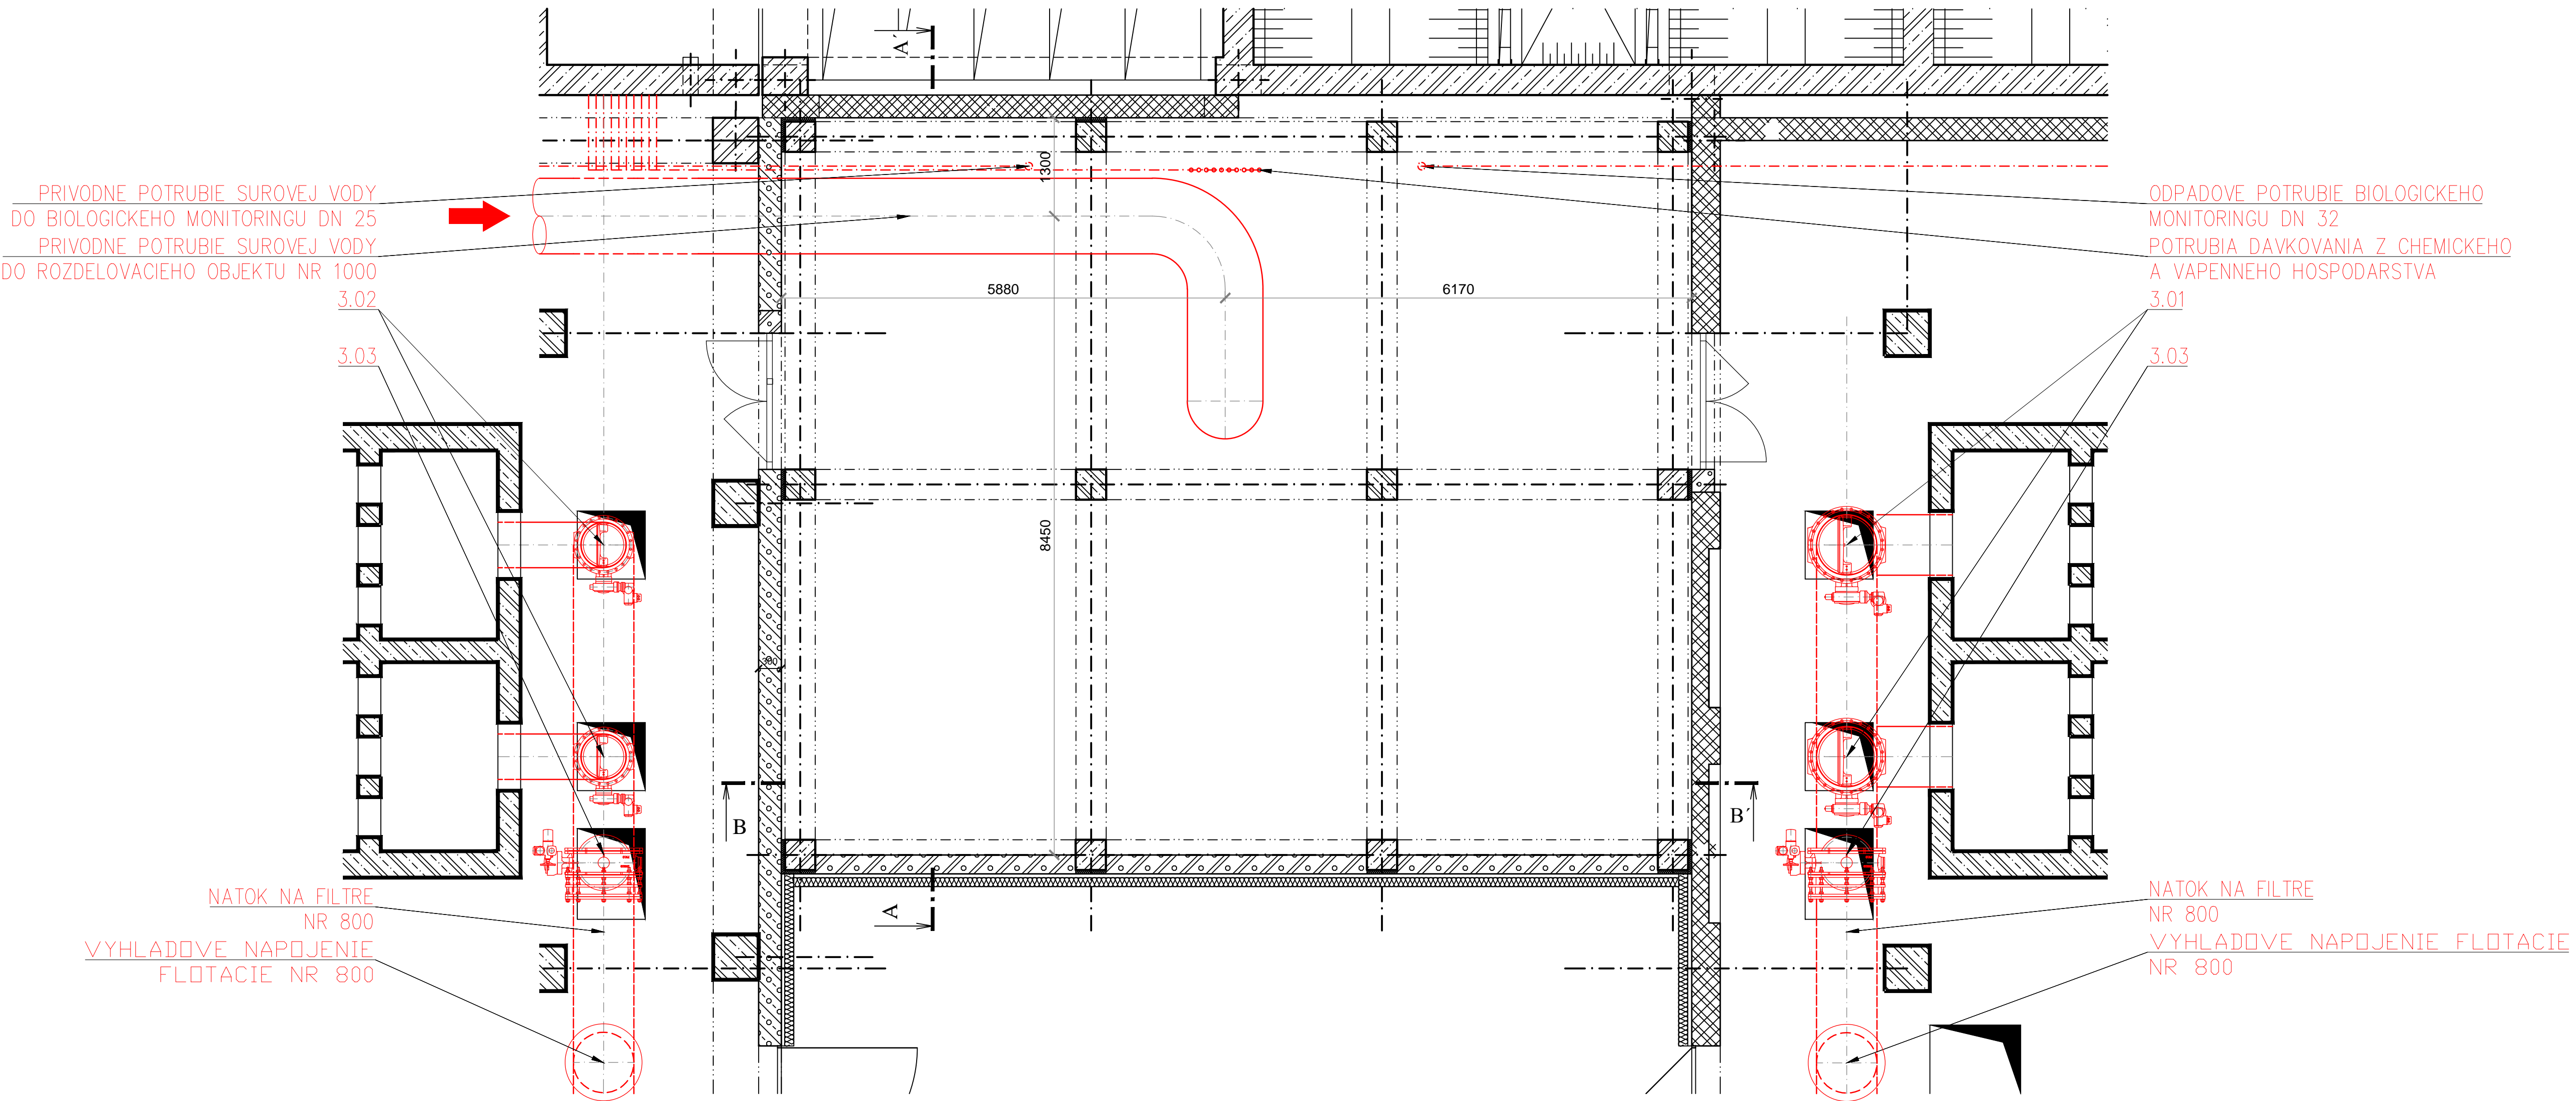 A´
1300
PRIVODNE POTRUBIE SUROVEJ VODY
DO BIOLOGICKEHO MONITORINGU DN 25
PRIVODNE POTRUBIE SUROVEJ VODY
DO ROZDELOVACIEHO OBJEKTU NR 1000
3.02
3.03
ODPADOVE POTRUBIE BIOLOGICKEHO
MONITORINGU DN 32
POTRUBIA DAVKOVANIA Z CHEMICKEHO
A VAPENNEHO HOSPODARSTVA
3.01
3.03
5880
6170
8450
300
B
B´
A
NATOK NA FILTRE
NR 800
VYHLADOVE NAPOJENIE
FLOTACIE NR 800
NATOK NA FILTRE
NR 800
VYHLADOVE NAPOJENIE FLOTACIE
NR 800